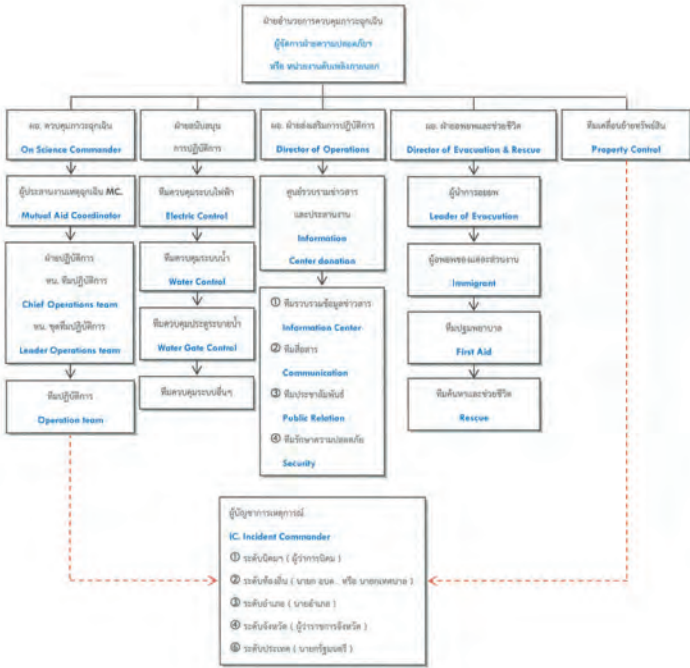 ฝ่ายอำนวยการควบคุมภาวะฉุกเฉิน
ผู้จัดการฝ่ายความปลอดภัยฯ
หรือ หน่วยงานดับเพลิงภายนอก
ผอ. ควบคุมภาวะฉุกเฉิน
On Science Commander
ผู้ประสานงานเหตุฉุกเฉิน MC.
Mutual Aid Coordinator
ฝ่ายปฏิบัติการ
หน. ทีมปฏิบัติการ
Chief Operations team
หน. ชุดทีมปฏิบัติการ
Leader Operations team
ทีมปฏิบัติการ
Operation team
ฝ่ายสนับสนุน
การปฏิบัติการ
ทีมควบคุมระบบไฟฟ้า
Electric Control
ทีมควบคุมระบบน้ำ
Water Control
ทีมควบคุมประตูระบายน้ำ
Water Gate Control
ทีมควบคุมระบบอื่นๆ
ผอ. ฝ่ายส่งเสริมการปฏิบัติการ
Director of Operations
ศูนย์รวบรวมข่าวสาร
และประสานงาน
Information
Center donation
① ทีมรวบรวมข้อมูลข่าวสาร
Information Center
② ทีมสื่อสาร
Communication
③ ทีมประชาสัมพันธ์
Public Relation
④ ทีมรักษาความปลอดภัย
Security
ผอ. ฝ่ายอพยพและช่วยชีวิต
Director of Evacuation & Rescue
ผู้นำการอพยพ
Leader of Evacuation
ผู้อพยพของแต่ละส่วนงาน
Immigrant
ทีมปฐมพยาบาล
First Aid
ทีมค้นหาและช่วยชีวิต
Rescue
ทีมเคลื่อนย้ายทรัพย์สิน
Property Control
ผู้บัญชาการเหตุการณ์
IC. Incident Commander
① ระดับนิคมฯ ( ผู้ว่าการนิคม )
② ระดับท้องถิ่น ( นายก อบต. หรือ นายกเทศบาล )
③ ระดับอำเภอ ( นายอำเภอ )
④ ระดับจังหวัด ( ผู้ว่าราชการจังหวัด )
⑤ ระดับประเทศ ( นายกรัฐมนตรี )